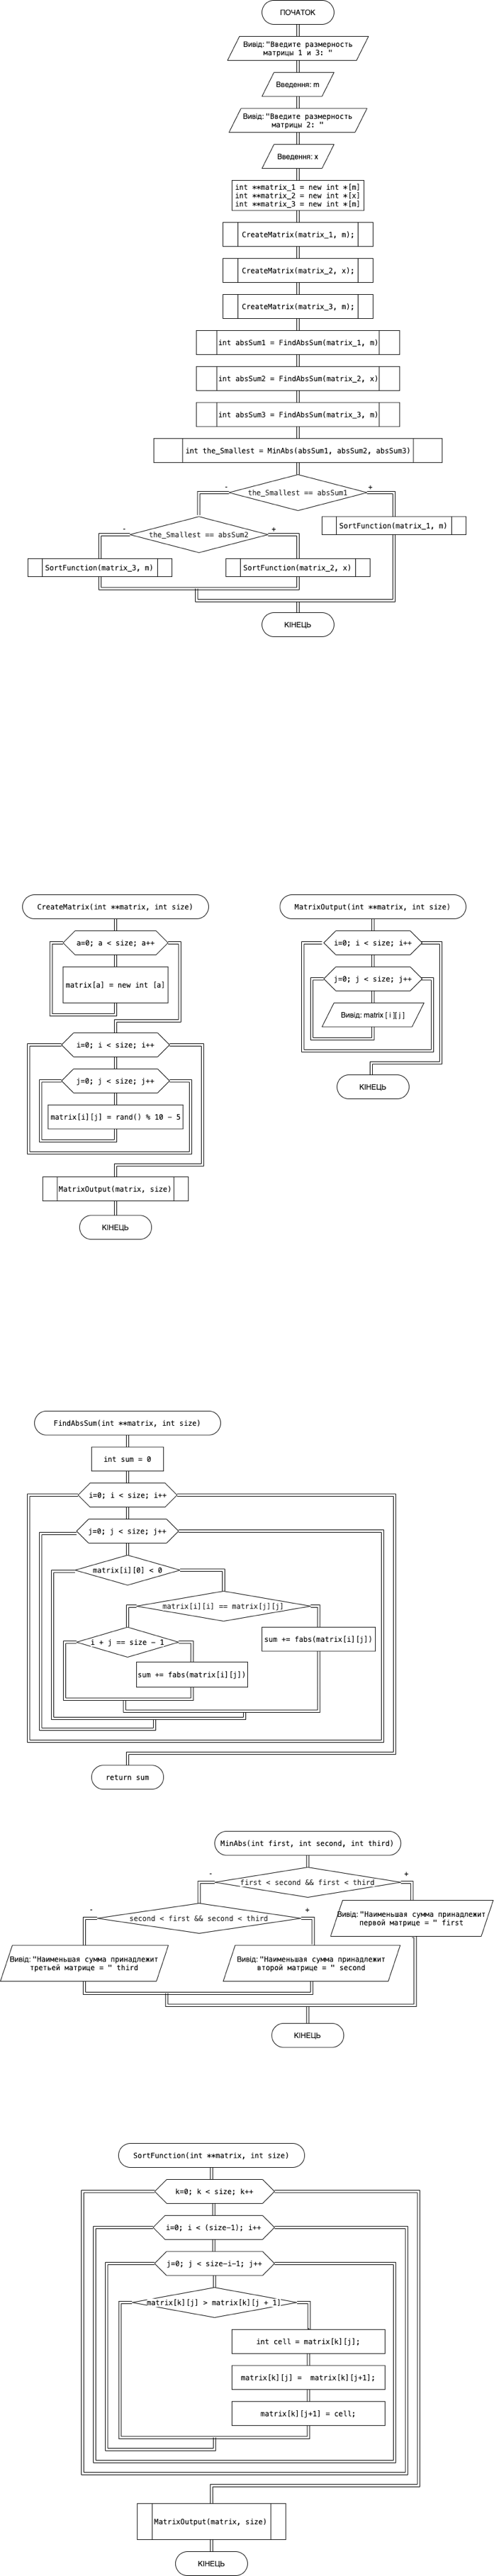 ПОЧАТОК
Вивід: "Введите размерность
матрицы 1 и 3: "
Введення: m
Вивід: "Введите размерность
матрицы 2: "
Введення: x
int **matrix_1 = new int *[m]
int **matrix_2 = new int *[x]
int **matrix_3 = new int *[m]
CreateMatrix(matrix_1, m);
CreateMatrix(matrix_2, x);
CreateMatrix(matrix_3, m);
int absSum1 = FindAbsSum(matrix_1, m)
int absSum2 = FindAbsSum(matrix_2, x)
int absSum3 = FindAbsSum(matrix_3, m)
int the_Smallest = MinAbs(absSum1, absSum2, absSum3)
-
+
the_Smallest == absSum1
SortFunction(matrix_1, m)
-
+
the_Smallest == absSum2
SortFunction(matrix_3, m)
SortFunction(matrix_2, x)
КІНЕЦЬ
CreateMatrix(int **matrix, int size)
a=0; a < size; a++
matrix[a] = new int [a]
i=0; i < size; i++
j=0; j < size; j++
matrix[i][j] = rand() % 10 - 5
MatrixOutput(matrix, size)
КІНЕЦЬ
MatrixOutput(int **matrix, int size)
i=0; i < size; i++
j=0; j < size; j++
Вивід: matrix[i][j]
КІНЕЦЬ
FindAbsSum(int **matrix, int size)
int sum = 0
i=0; i < size; i++
j=0; j < size; j++
matrix[i][0] < 0
matrix[i][i] == matrix[j][j]
i + j == size - 1
sum += fabs(matrix[i][j])
sum += fabs(matrix[i][j])
return sum
MinAbs(int first, int second, int third)
-
+
first < second && first < third
Вивід: "Наименьшая сумма принадлежит
первой матрице = " first
-
+
second < first && second < third
Вивід: "Наименьшая сумма принадлежит
третьей матрице = " third
Вивід: "Наименьшая сумма принадлежит
второй матрице = " second
КІНЕЦЬ
SortFunction(int **matrix, int size)
k=0; k < size; k++
i=0; i < (size-1); i++
j=0; j < size-i-1; j++
matrix[k][j] > matrix[k][j + 1]
int cell = matrix[k][j];
matrix[k][j] =  matrix[k][j+1];
matrix[k][j+1] = cell;
MatrixOutput(matrix, size)
КІНЕЦЬ